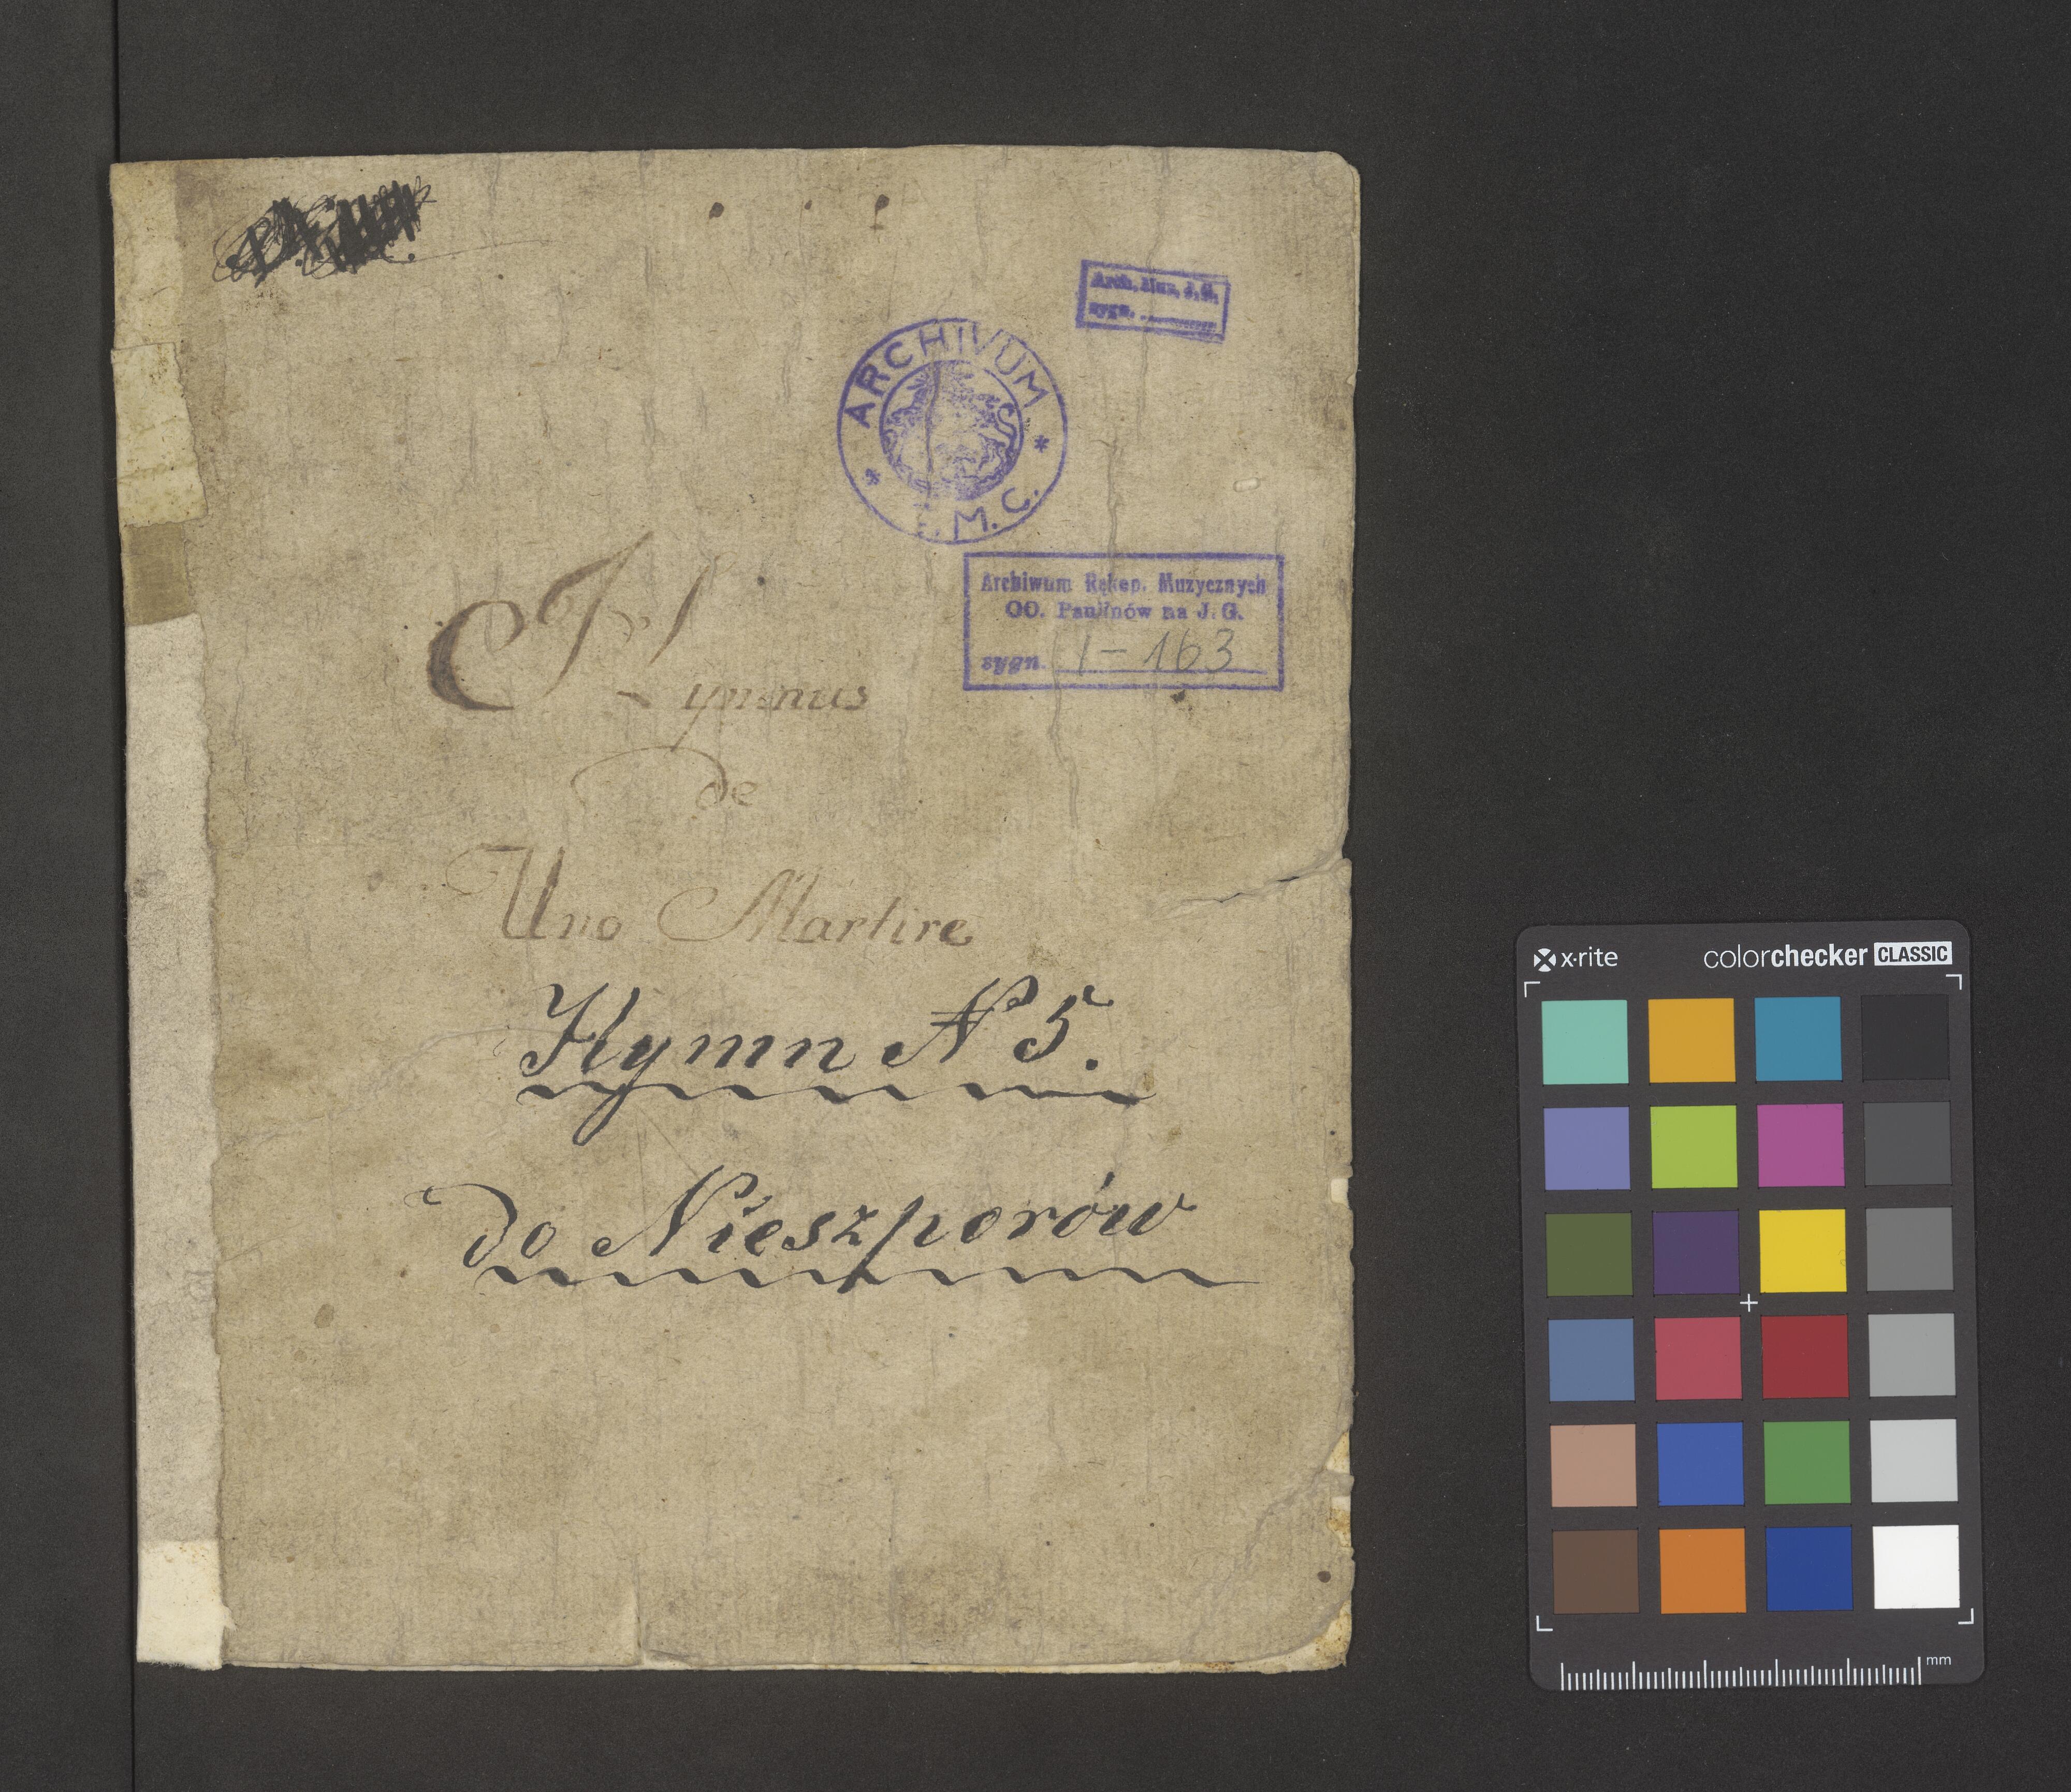 Arch. Muz. J. G.
sygn.
ARCHIVUM
* *
M. C.
Archiwum Rękop. Muzycznych
OO. Paulinów na J. G.
sygn. I-163
Hymnus
de
Uno Martire
Hymn N 5.
do Nieszporów
x·rite colorchecker CLASSIC
mm